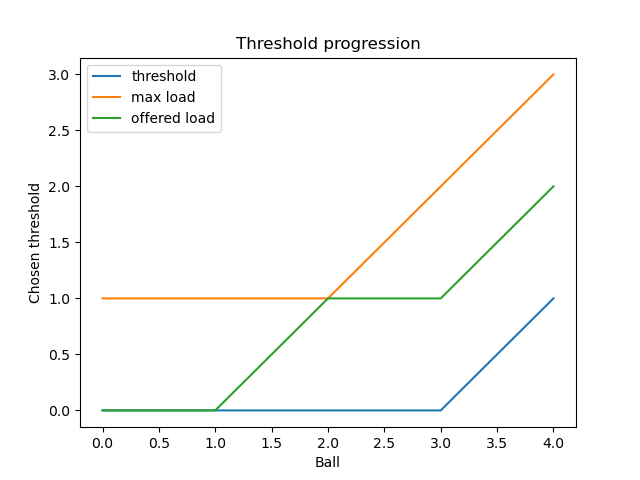 Threshold progression
threshold
max load
offered load
Chosen threshold
3.0
2.5
2.0
1.5
1.0
0.5
0.0
0.0 0.5 1.0 1.5 2.0 2.5 3.0 3.5 4.0
Ball